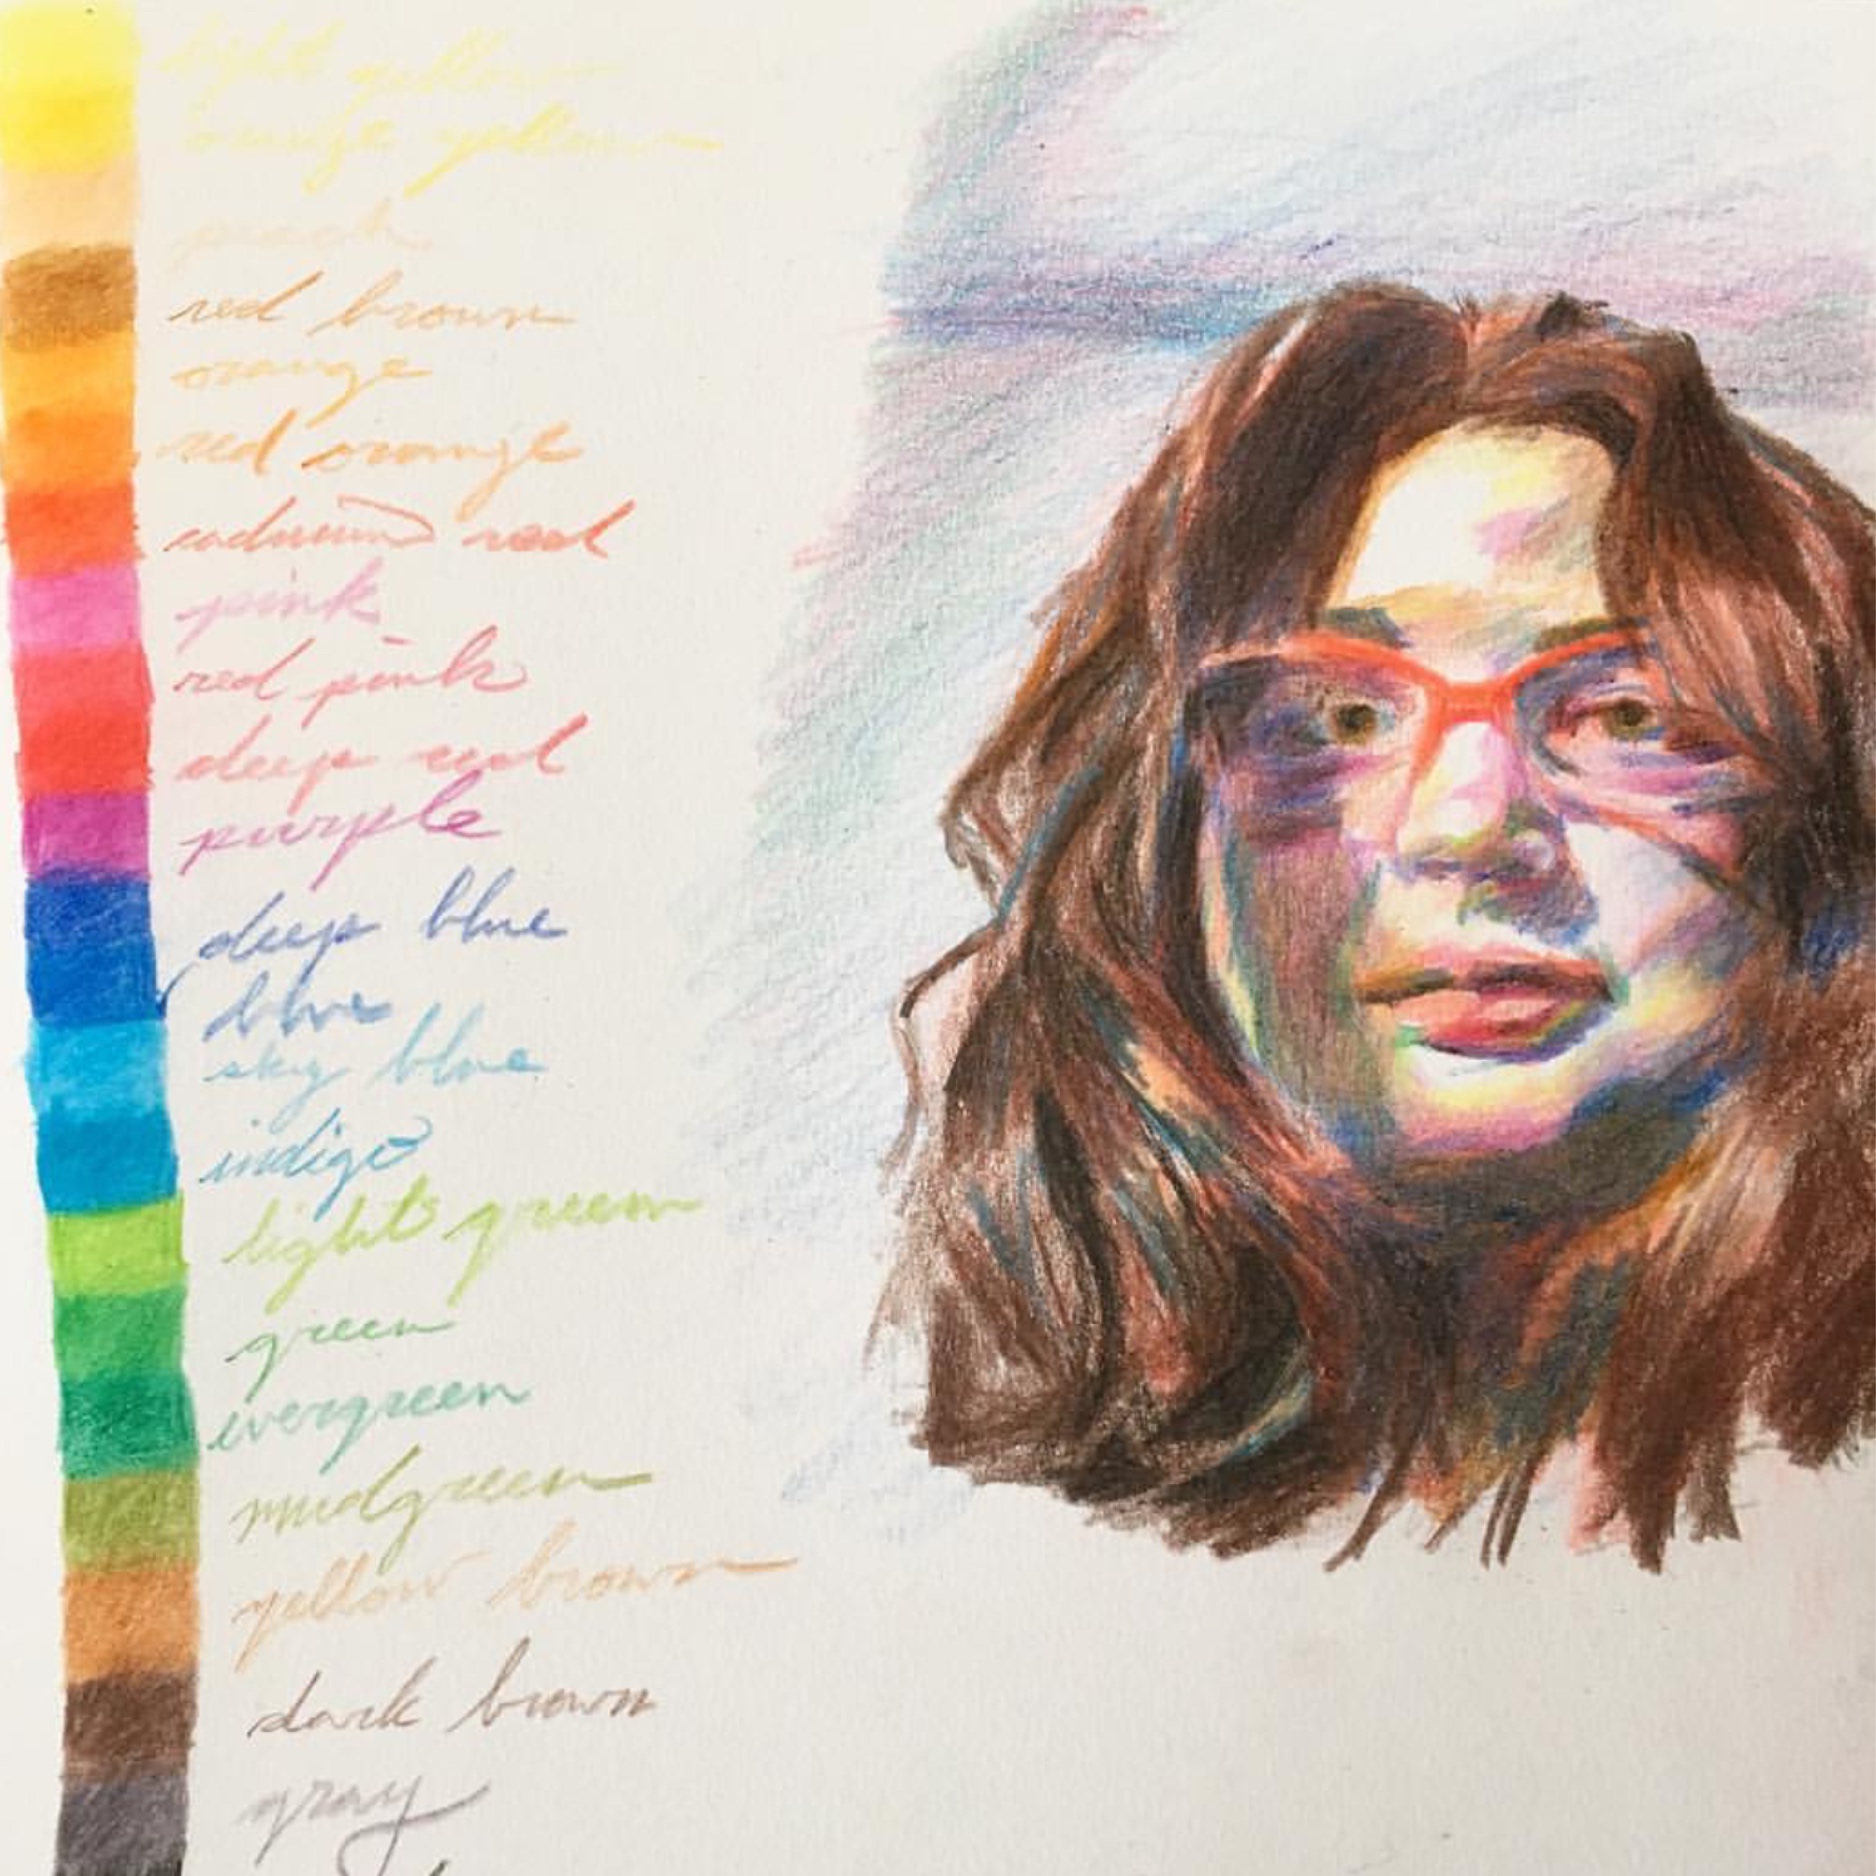 light yellow
orange yellow
peach
red brown
orange
red orange
cadmium red
pink
red pink
deep red
purple
deep blue
blue
sky blue
indigo
light green
green
evergreen
mudgreen
yellow brown
dark brown
gray